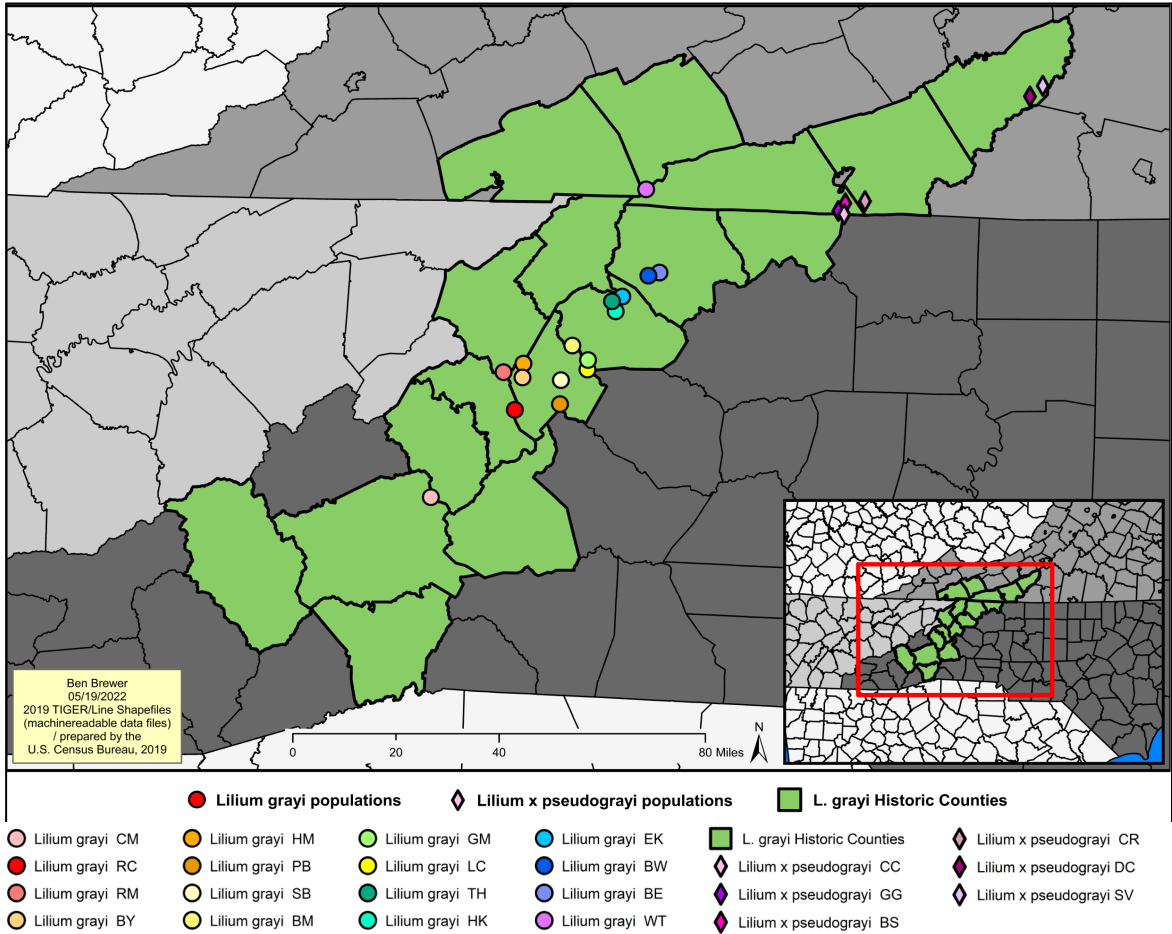 Ben Brewer
05/19/2022
2019 TIGER/Line Shapefiles
(machinereadable data files)
/ prepared by the
U.S. Census Bureau, 2019
N
0 20 40 80 Miles
Lilium grayi populations Lilium x pseudograyi populations L. grayi Historic Counties
Lilium grayi CM Lilium grayi HM Lilium grayi GM Lilium grayi EK L. grayi Historic Counties Lilium x pseudograyi CR
Lilium grayi RC Lilium grayi PB Lilium grayi LC Lilium grayi BW Lilium x pseudograyi CC Lilium x pseudograyi DC
Lilium grayi RM Lilium grayi SB Lilium grayi TH Lilium grayi BE Lilium x pseudograyi GG Lilium x pseudograyi SV
Lilium grayi BY Lilium grayi BM Lilium grayi HK Lilium grayi WT Lilium x pseudograyi BS